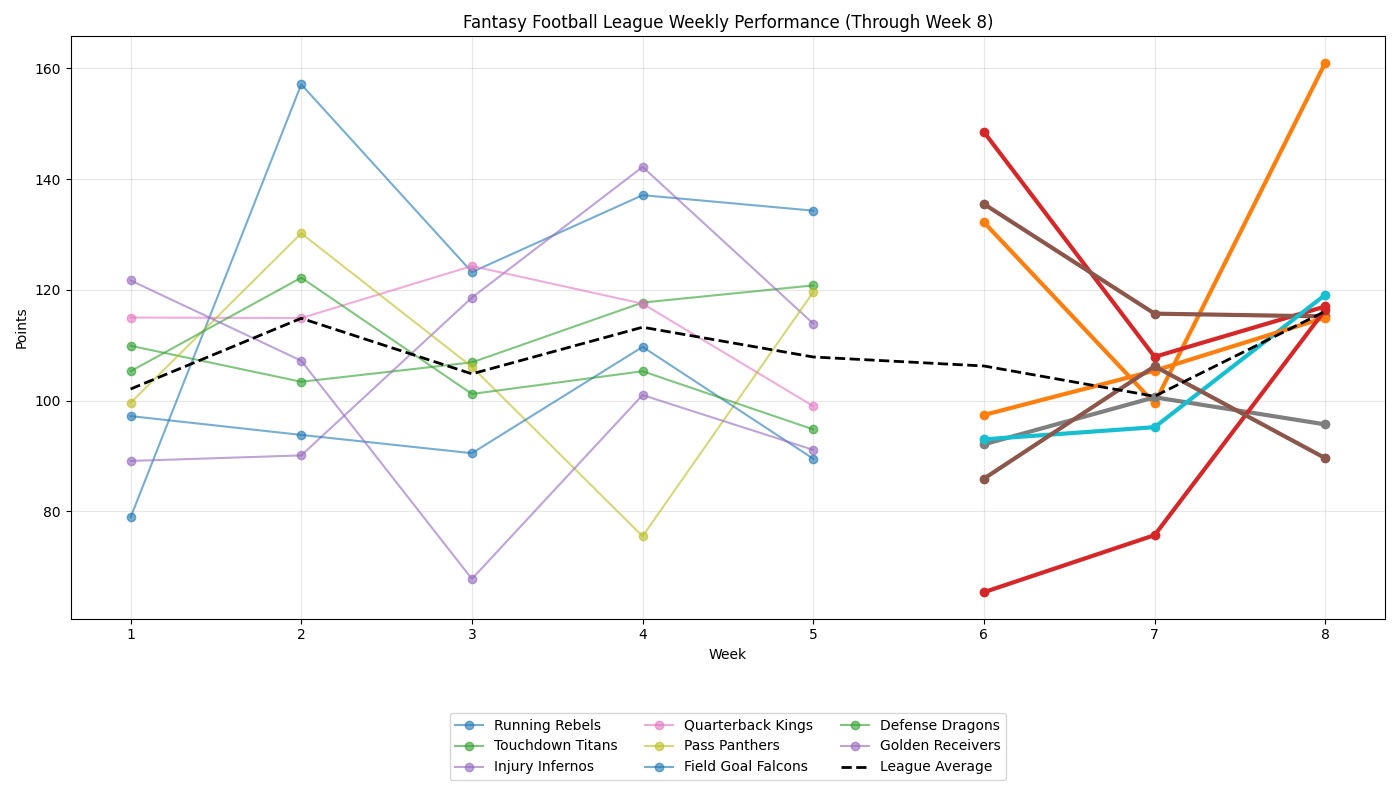 Fantasy Football League Weekly Performance (Through Week 8)
160
140
120
100
80
Points
1 2 3 4 5 6 7 8
Week
Running Rebels Quarterback Kings Defense Dragons
Touchdown Titans Pass Panthers Golden Receivers
Injury Infernos Field Goal Falcons League Average